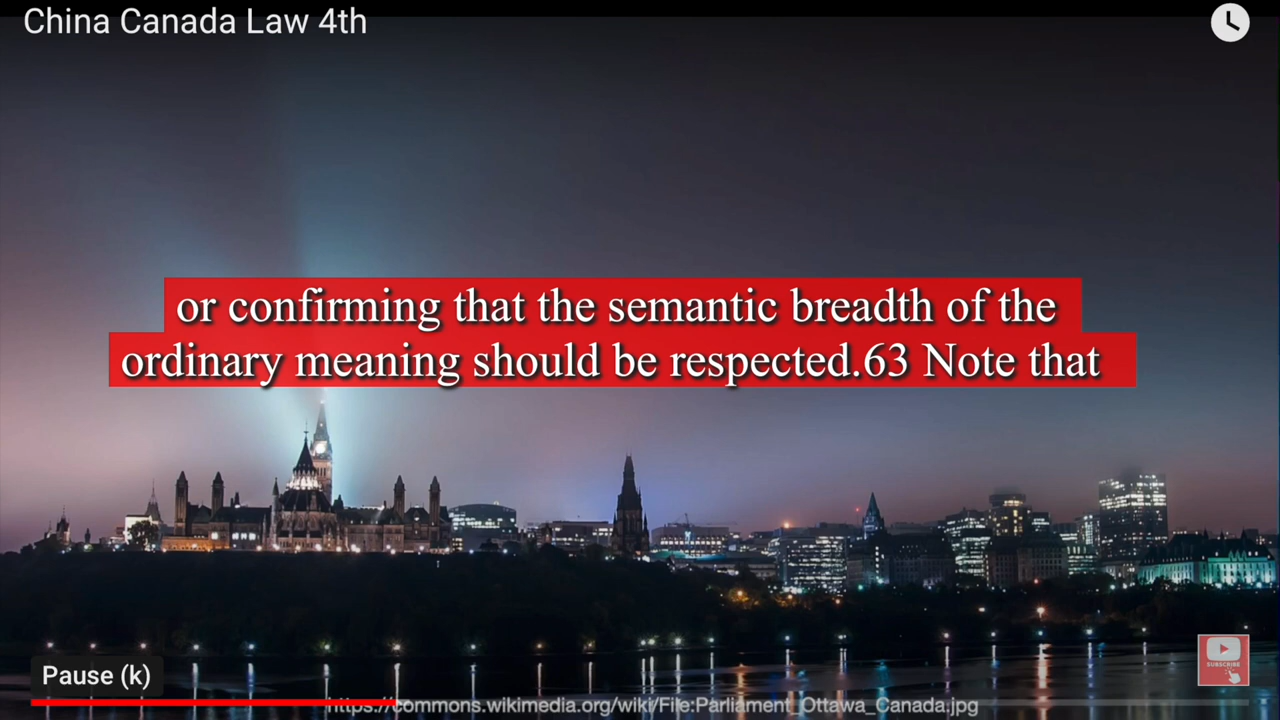 China Canada Law 4th
or confirming that the semantic breadth of the
ordinary meaning should be respected.63 Note that
SUBSCRIBE
Pause (k)
https://commons.wikimedia.org/wiki/File:Parliament_Ottawa_Canada.jpg